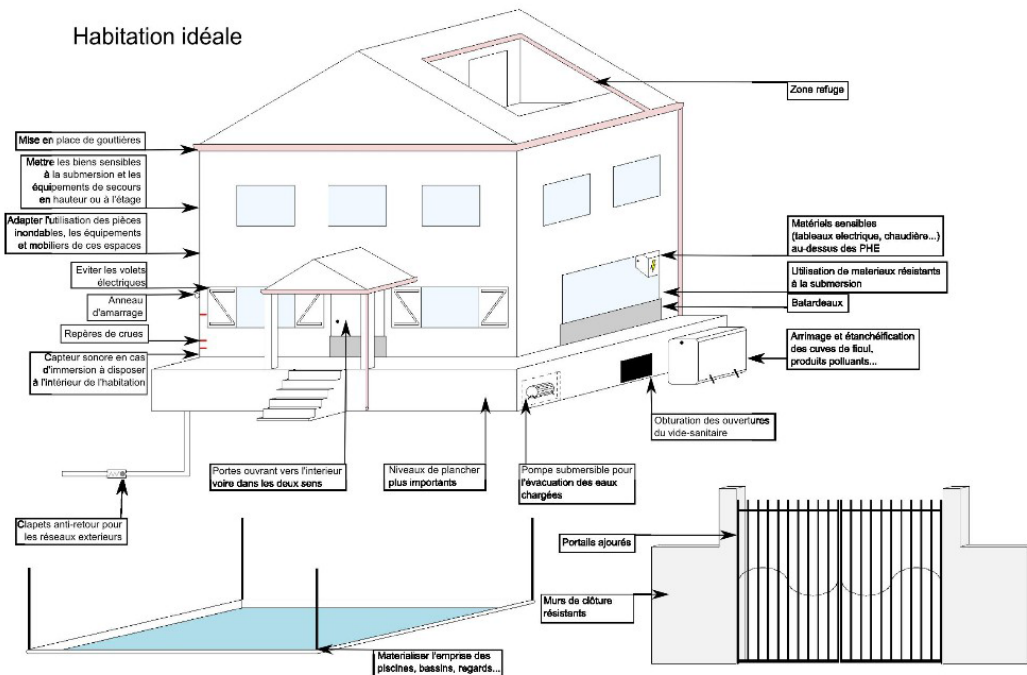 Habitation idéale
Zone refuge
Mise en place de gouttières
Mettre les biens sensibles
à la submersion et les
équipements de secours
en hauteur ou à l'étage
Adapter l'utilisation des pièces
inondables, les équipements
et mobiliers de ces espaces
Eviter les volets
électriques
Anneau
d'amarrage
Repères de crues
Capteur sonore en cas
d'immersion à disposer
à l'intérieur de l'habitation
Matériels sensibles
(tableaux electrique, chaudière...)
au-dessus des PHE
Utilisation de materiaux résistants
à la submersion
Batardeaux
Arrimage et étanchéification
des cuves de fioul,
produits polluants...
Obturation des ouvertures
du vide-sanitaire
Portes ouvrant vers l'interieur
voire dans les deux sens
Niveaux de plancher
plus importants
Pompe submersible pour
l'évacuation des eaux
chargées
Clapets anti-retour pour
les réseaux exterieurs
Portails ajourés
Murs de clôture
résistants
Materialiser l'emprise des
piscines, bassins, regards...